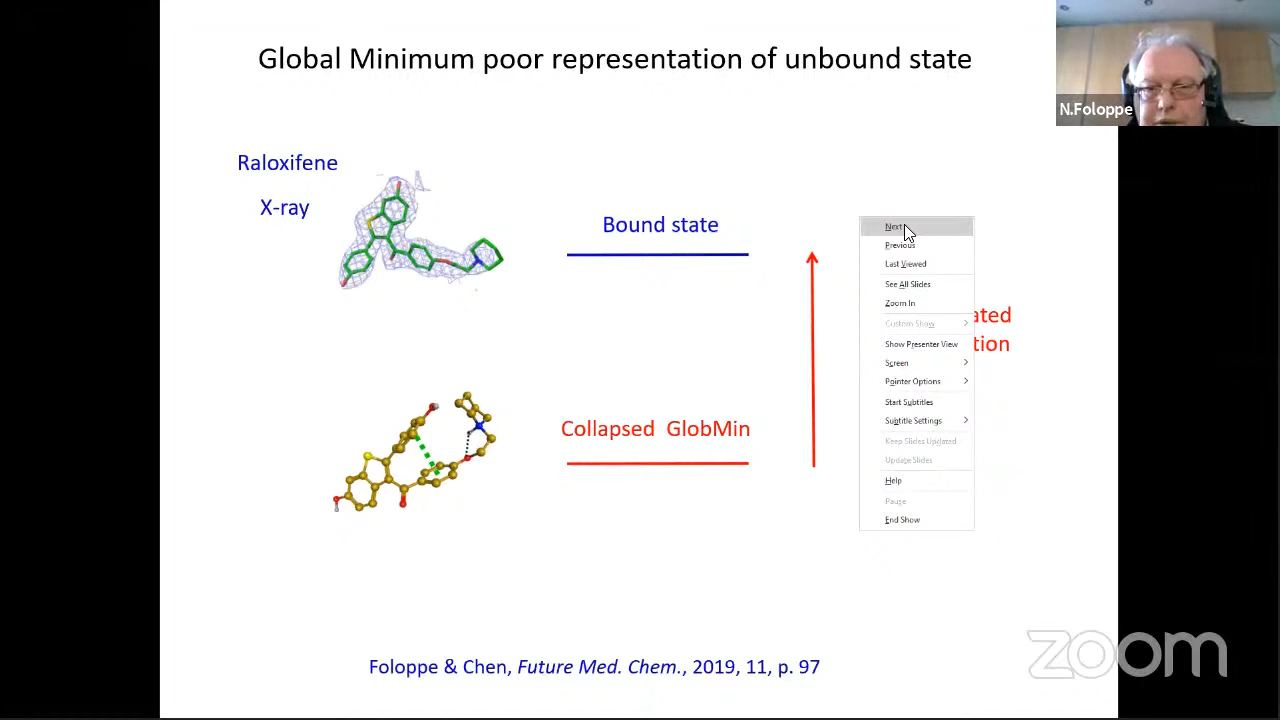 Global Minimum poor representation of unbound state
N.Foloppe
Raloxifene
X-ray
Bound state
Next
Previous
Last Viewed
See All Slides
Zoom In
Custom Show
Show Presenter View
Screen
Pointer Options
Start Subtitles
Subtitle Settings
Keep Slides Updated
Update Slides
Help
Pause
End Show
Collapsed GlobMin
zoom
Foloppe & Chen, Future Med. Chem., 2019, 11, p. 97